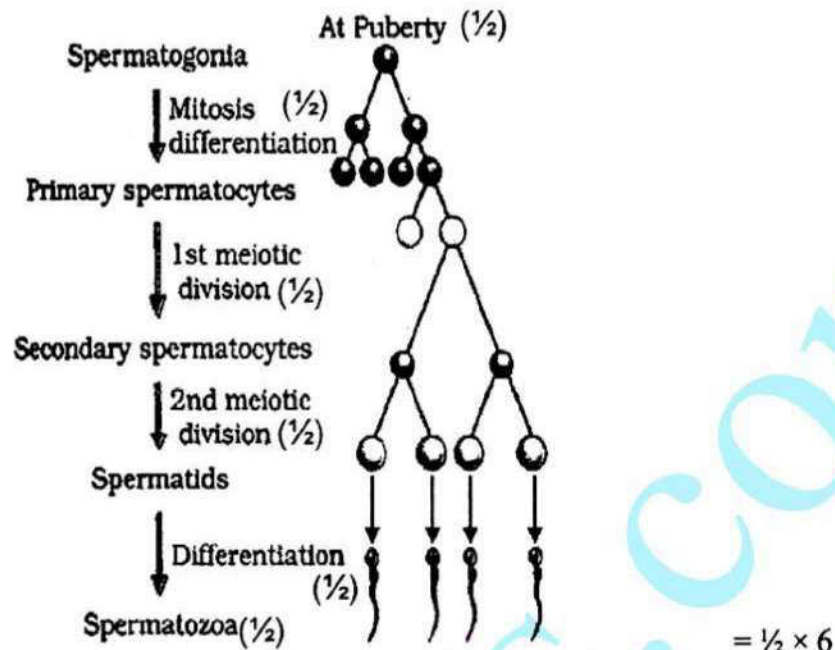 At Puberty (½)
Spermatogonia
Mitosis (½)
differentiation
Primary spermatocytes
1st meiotic
division (½)
Secondary spermatocytes
2nd meiotic
division (½)
Spermatids
Differentiation
(½)
Spermatozoa (½)
= ½ × 6